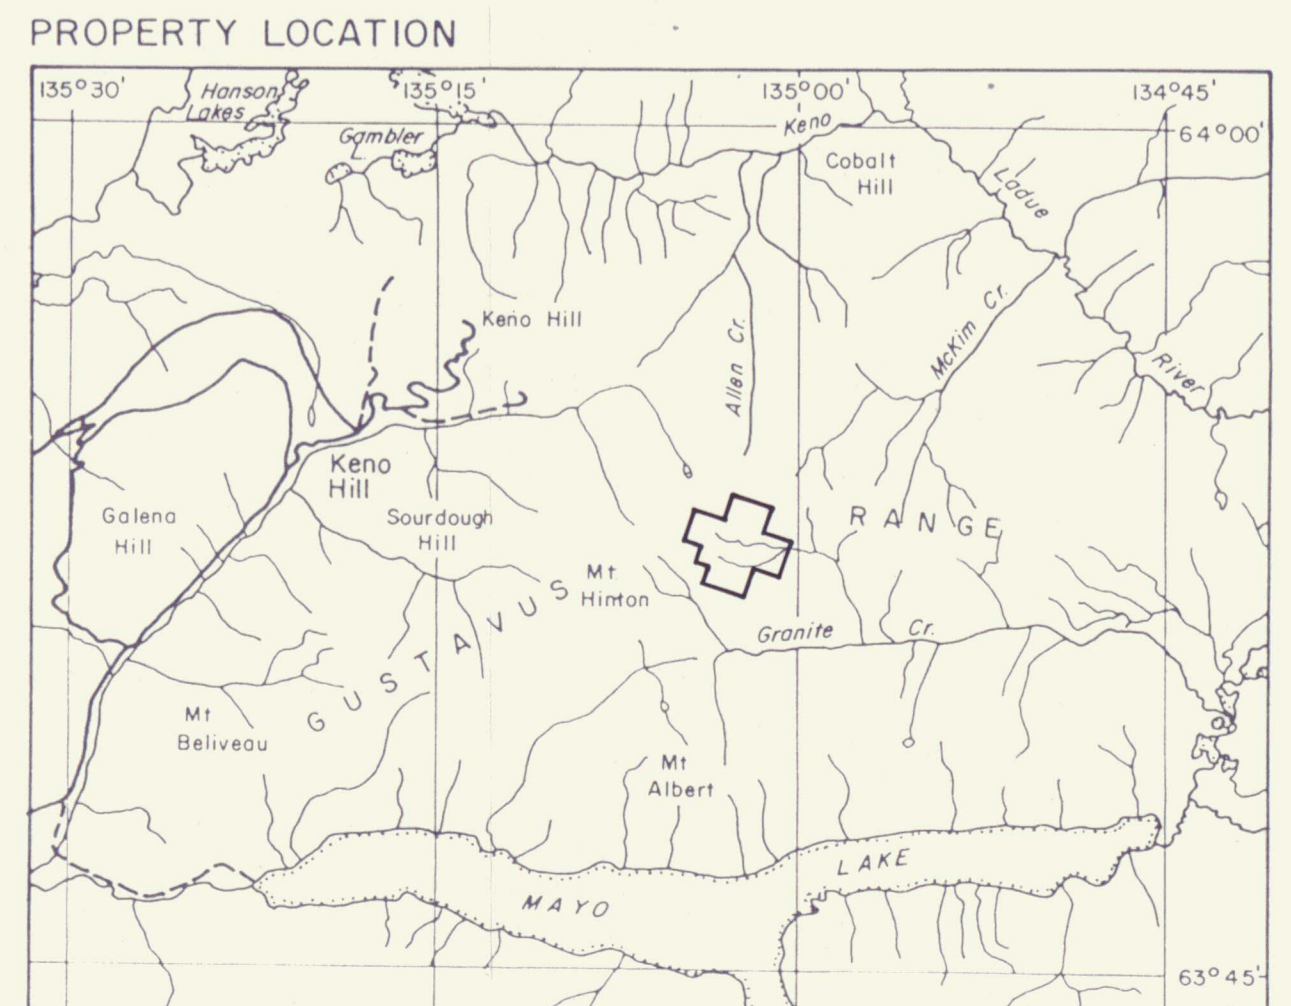 PROPERTY LOCATION
135°30'
Hanson
Lakes
135°15'
135°00'
134°45'
64°00'
Gambler
L.
Keno
Cobalt
Hill
Ladue
Keno Hill
Allen Cr.
McKim Cr.
River
Keno
Hill
Galena
Hill
Sourdough
Hill
RANGE
Mt
Hinton
GUSTAVUS
Granite Cr.
Mt
Beliveau
Mt
Albert
LAKE
MAYO
63°45'